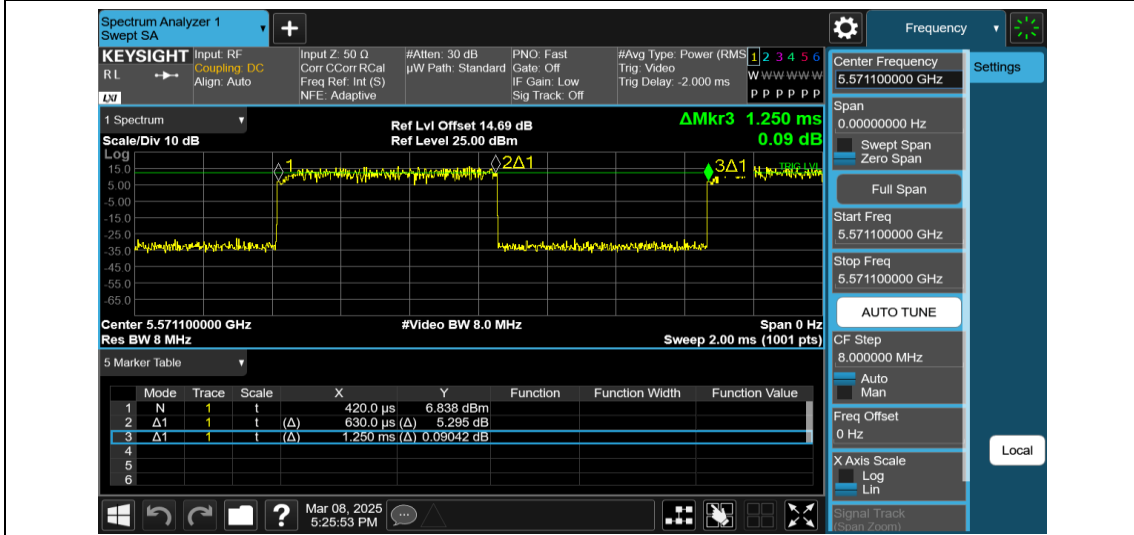 Spectrum Analyzer 1
Swept SA
Frequency
KEYSIGHT
RL
LXI
Input: RF
Coupling: DC
Align: Auto
Input Z: 50 Ω
Corr CCorr RCal
Freq Ref: Int (S)
NFE: Adaptive
#Atten: 30 dB
µW Path: Standard
PNO: Fast
Gate: Off
IF Gain: Low
Sig Track: Off
#Avg Type: Power (RMS
Trig: Video
Trig Delay: -2.000 ms
1 2 3 4 5 6
W W W W W W
P P P P P P
1 Spectrum
Scale/Div 10 dB
Ref Lvl Offset 14.69 dB
Ref Level 25.00 dBm
ΔMkr3 1.250 ms
0.09 dB
Log
15.0
5.00
-5.00
-15.0
-25.0
-35.0
-45.0
-55.0
-65.0
1
2Δ1
3Δ1
TRIG LVL
Center 5.571100000 GHz
#Video BW 8.0 MHz
Span 0 Hz
Res BW 8 MHz
Sweep 2.00 ms (1001 pts)
5 Marker Table
Mode Trace Scale X Y Function Function Width Function Value
1 N 1 t 420.0 µs 6.838 dBm
2 Δ1 1 t (Δ) 630.0 µs (Δ) 5.295 dB
3 Δ1 1 t (Δ) 1.250 ms (Δ) 0.09042 dB
4
5
6
Mar 08, 2025
5:25:53 PM
Center Frequency
5.571100000 GHz
Span
0.00000000 Hz
Swept Span
Zero Span
Full Span
Start Freq
5.571100000 GHz
Stop Freq
5.571100000 GHz
AUTO TUNE
CF Step
8.000000 MHz
Auto
Man
Freq Offset
0 Hz
X Axis Scale
Log
Lin
Signal Track
(Span Zoom)
Settings
Local